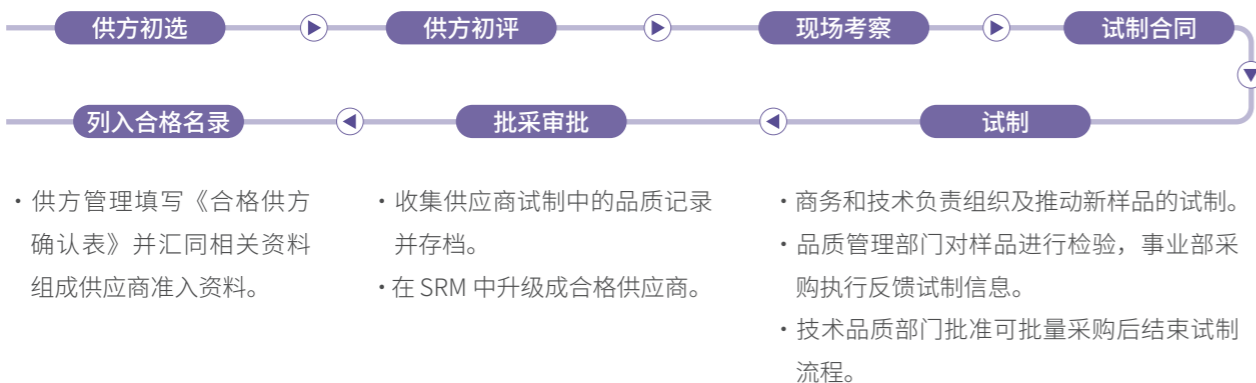 供方初选
供方初评
现场考察
试制合同
列入合格名录
批采审批
试制
·供方管理填写《合格供方
确认表》并汇同相关资料
组成供应商准入资料。
·收集供应商试制中的品质记录
并存档。
·在 SRM 中升级成合格供应商。
·商务和技术负责组织及推动新样品的试制。
·品质管理部门对样品进行检验，事业部采
购执行反馈试制信息。
·技术品质部门批准可批量采购后结束试制
流程。